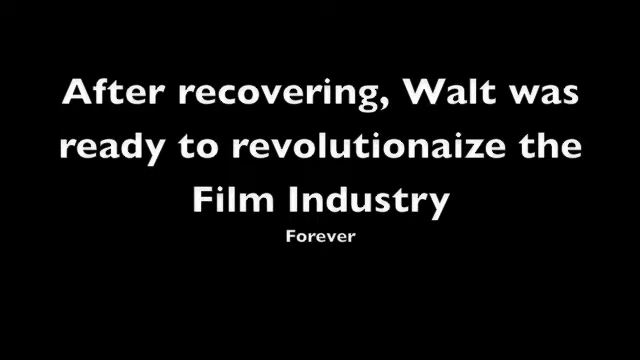 After recovering, Walt was
ready to revolutionaize the
Film Industry
Forever